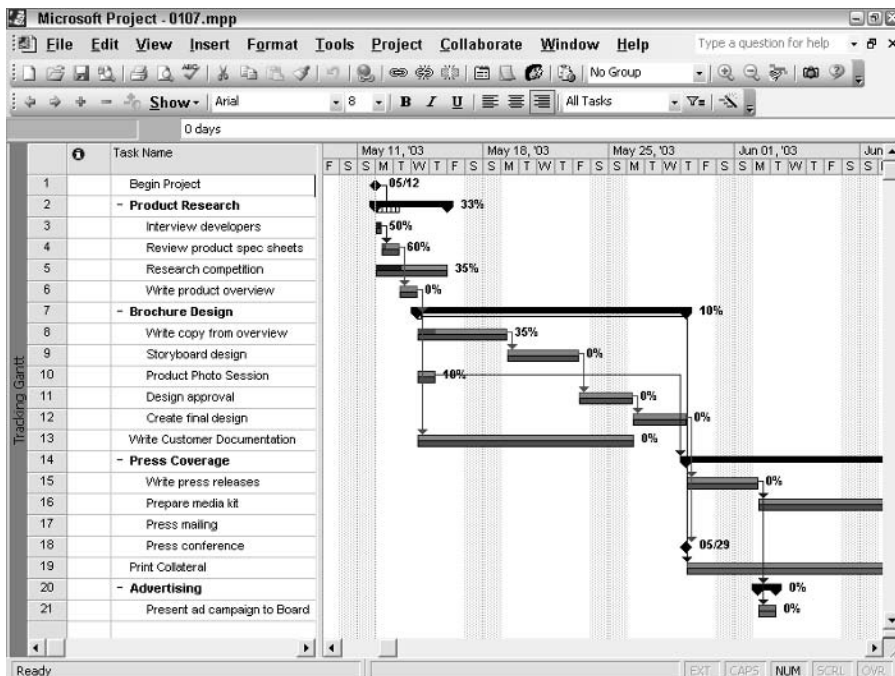 Microsoft Project - 0107.mpp
File Edit View Insert Format Tools Project Collaborate Window Help Type a question for help
No Group
Show Arial 8 B I U All Tasks
0 days
Task Name May 11, '03 May 18, '03 May 25, '03 Jun 01, '03 Jun
F S S M T W T F S S M T W T F S S M T W T F S S M T W T F S S
1 Begin Project 05/12
2 - Product Research 33%
3 Interview developers 50%
4 Review product spec sheets 60%
5 Research competition 35%
6 Write product overview 0%
7 - Brochure Design 10%
8 Write copy from overview 35%
9 Storyboard design 0%
10 Product Photo Session 10%
11 Design approval 0%
12 Create final design 0%
13 Write Customer Documentation 0%
14 - Press Coverage
15 Write press releases 0%
16 Prepare media kit
17 Press mailing
18 Press conference 05/29
19 Print Collateral
20 - Advertising 0%
21 Present ad campaign to Board 0%
Tracking Gantt
Ready EXT CAPS NUM SCRL OVR